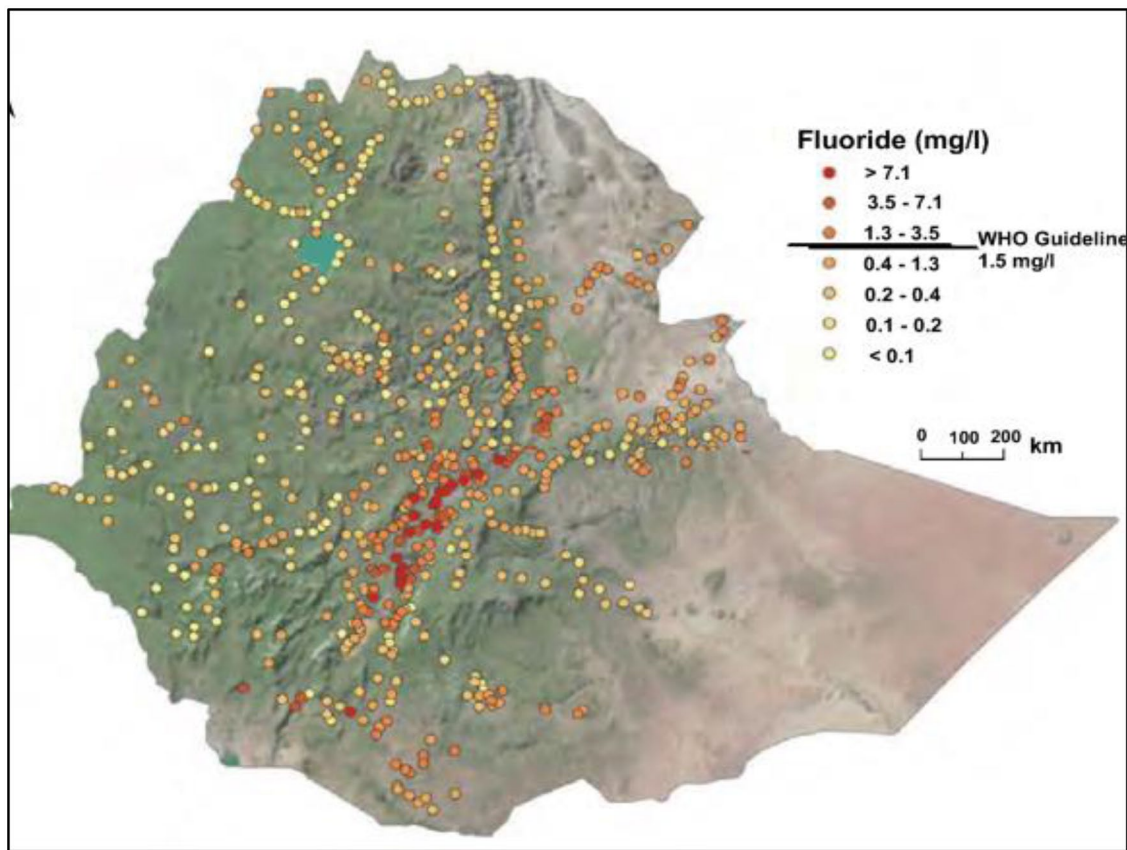 Fluoride (mg/l)
> 7.1
3.5 - 7.1
1.3 - 3.5
WHO Guideline
1.5 mg/l
0.4 - 1.3
0.2 - 0.4
0.1 - 0.2
< 0.1
0 100 200 km